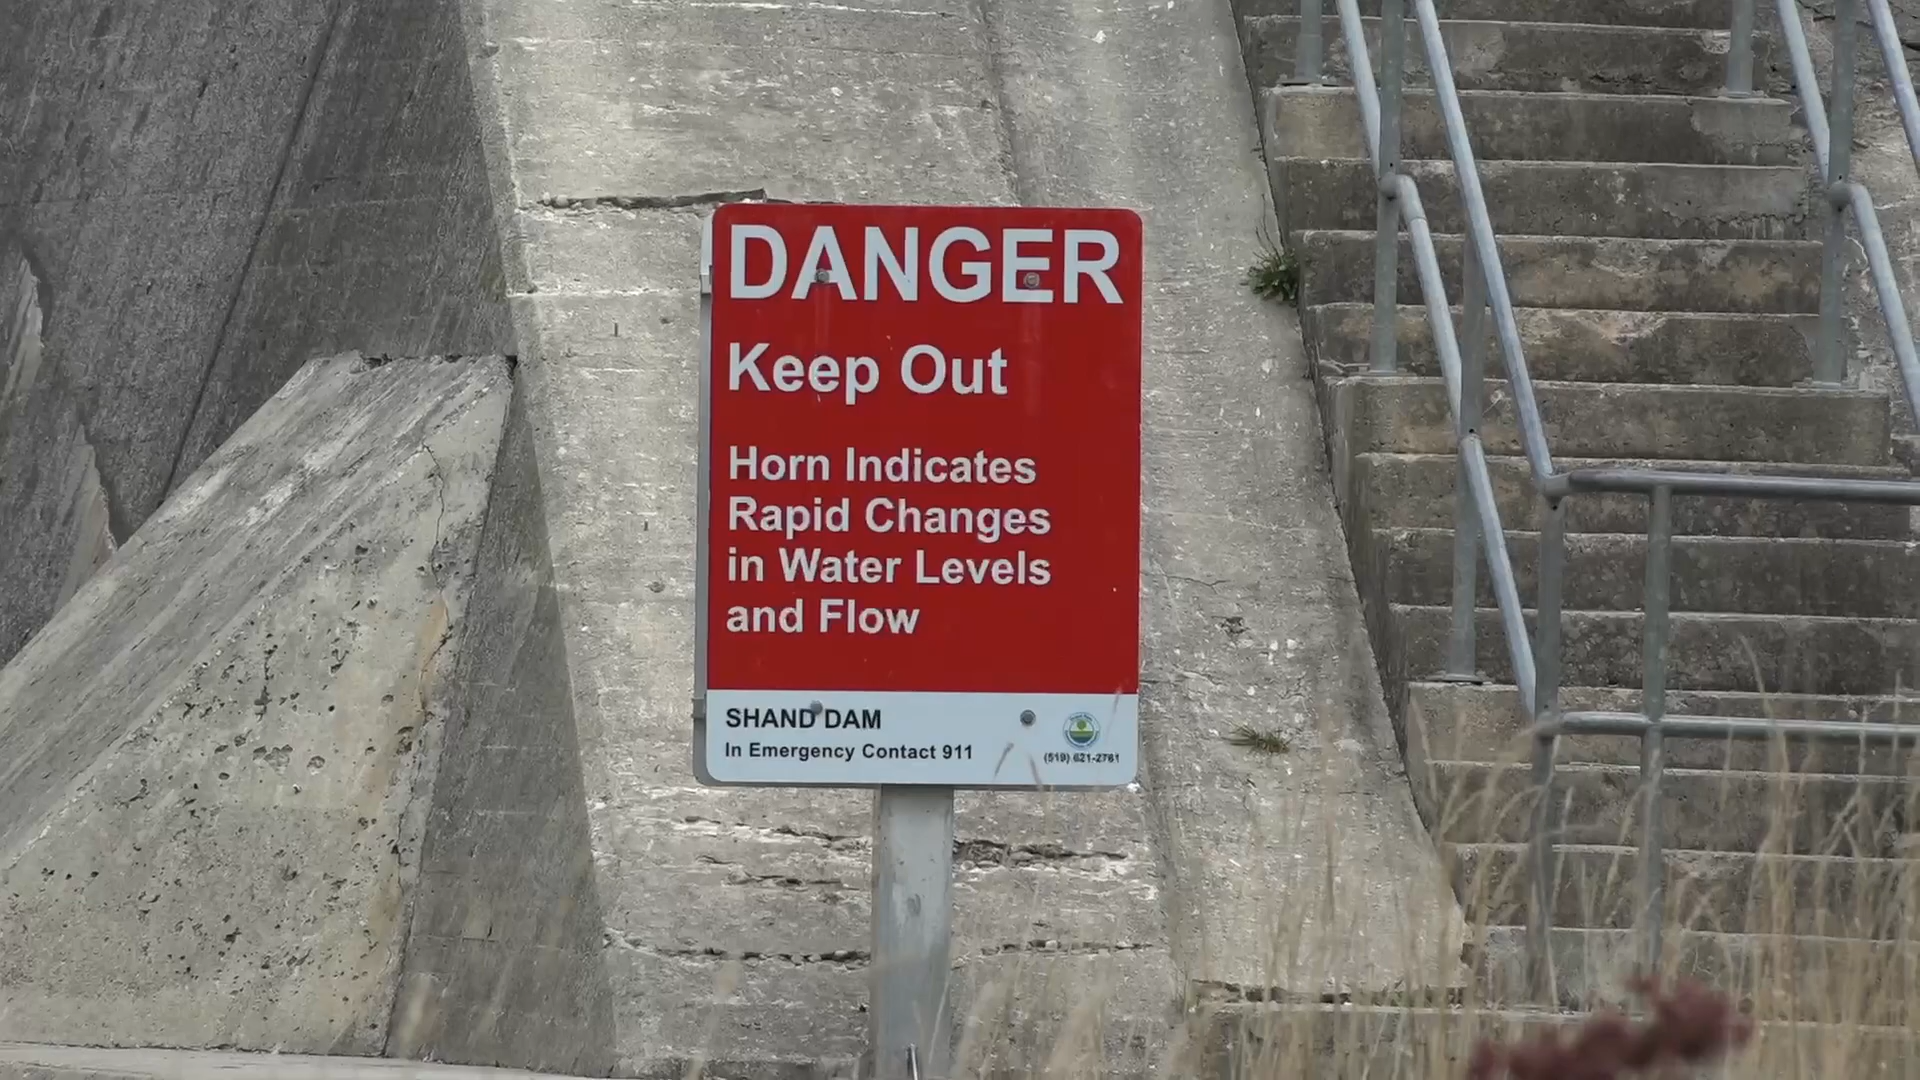 DANGER
Keep Out
Horn Indicates
Rapid Changes
in Water Levels
and Flow
SHAND DAM
In Emergency Contact 911
(519) 621-2761